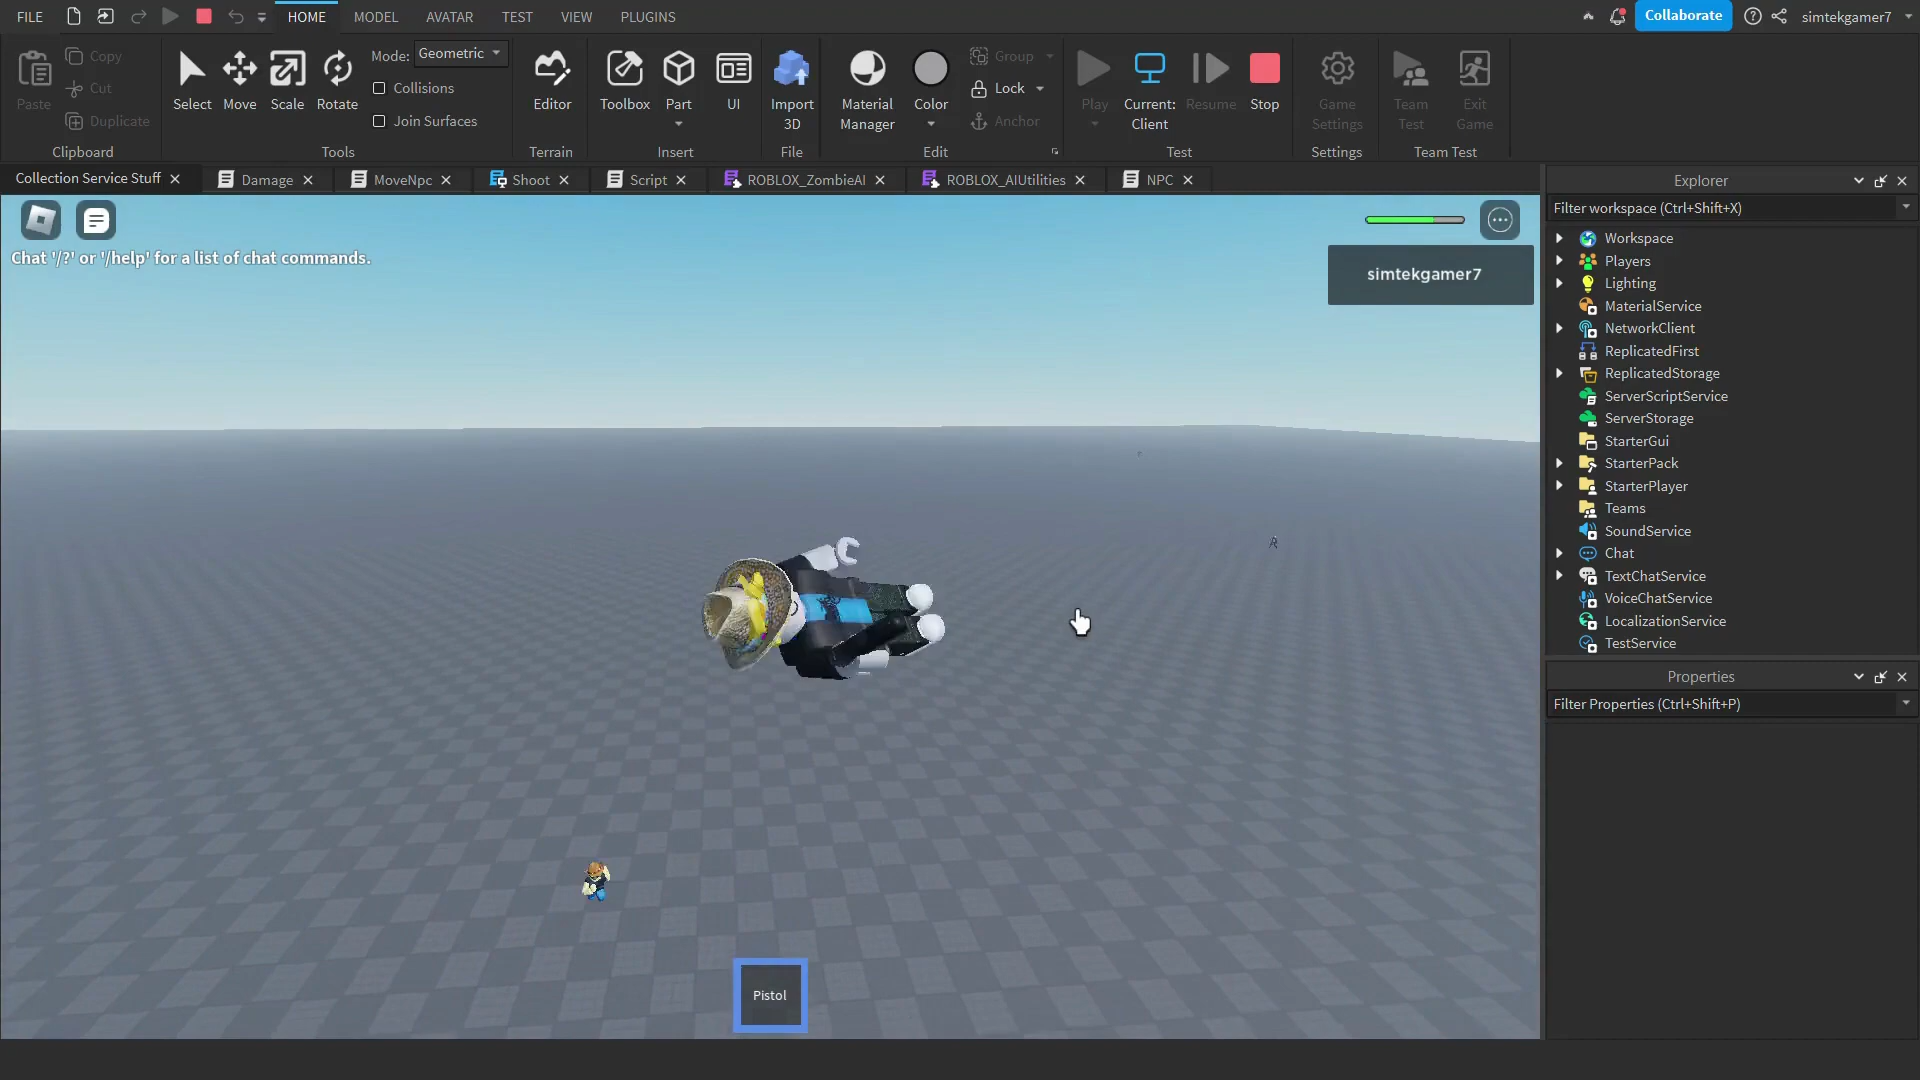 FILE
HOME
MODEL
AVATAR
TEST
VIEW
PLUGINS
Collaborate
simtekgamer7
Paste
Copy
Cut
Duplicate
Clipboard
Select
Move
Scale
Rotate
Mode: Geometric
Collisions
Join Surfaces
Tools
Editor
Terrain
Toolbox
Part
UI
Insert
Import
3D
File
Material
Manager
Color
Group
Lock
Anchor
Edit
Play
Current:
Client
Resume
Stop
Test
Game
Settings
Settings
Team
Test
Exit
Game
Team Test
Collection Service Stuff
Damage
MoveNpc
Shoot
Script
ROBLOX_ZombieAI
ROBLOX_AIUtilities
NPC
Chat '/?' or '/help' for a list of chat commands.
simtekgamer7
Pistol
Explorer
Filter workspace (Ctrl+Shift+X)
Workspace
Players
Lighting
MaterialService
NetworkClient
ReplicatedFirst
ReplicatedStorage
ServerScriptService
ServerStorage
StarterGui
StarterPack
StarterPlayer
Teams
SoundService
Chat
TextChatService
VoiceChatService
LocalizationService
TestService
Properties
Filter Properties (Ctrl+Shift+P)